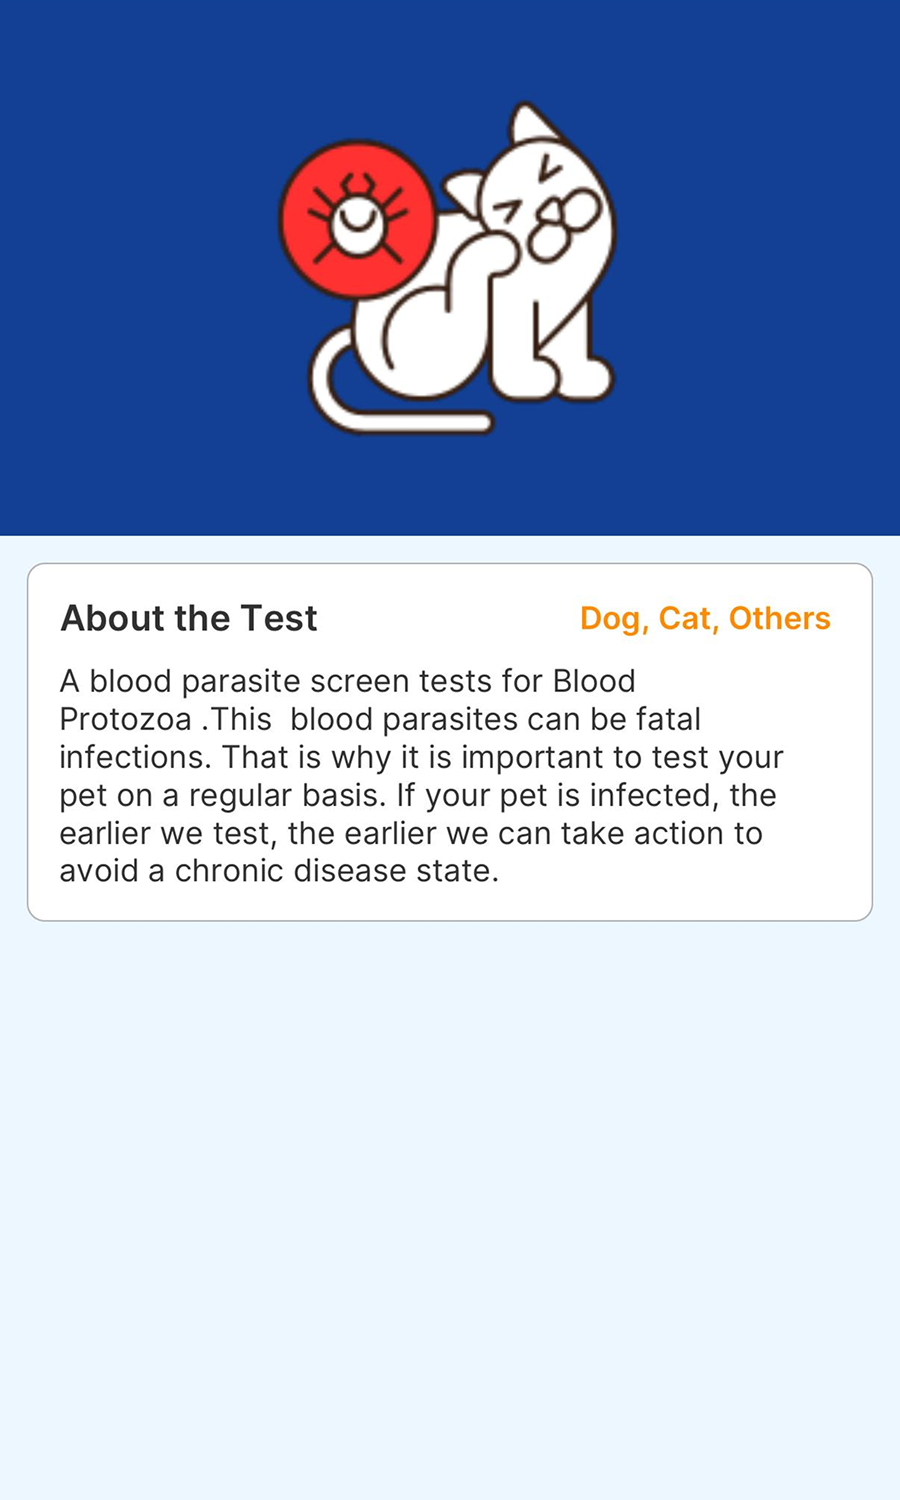 About the Test
Dog, Cat, Others
A blood parasite screen tests for Blood
Protozoa .This  blood parasites can be fatal
infections. That is why it is important to test your
pet on a regular basis. If your pet is infected, the
earlier we test, the earlier we can take action to
avoid a chronic disease state.